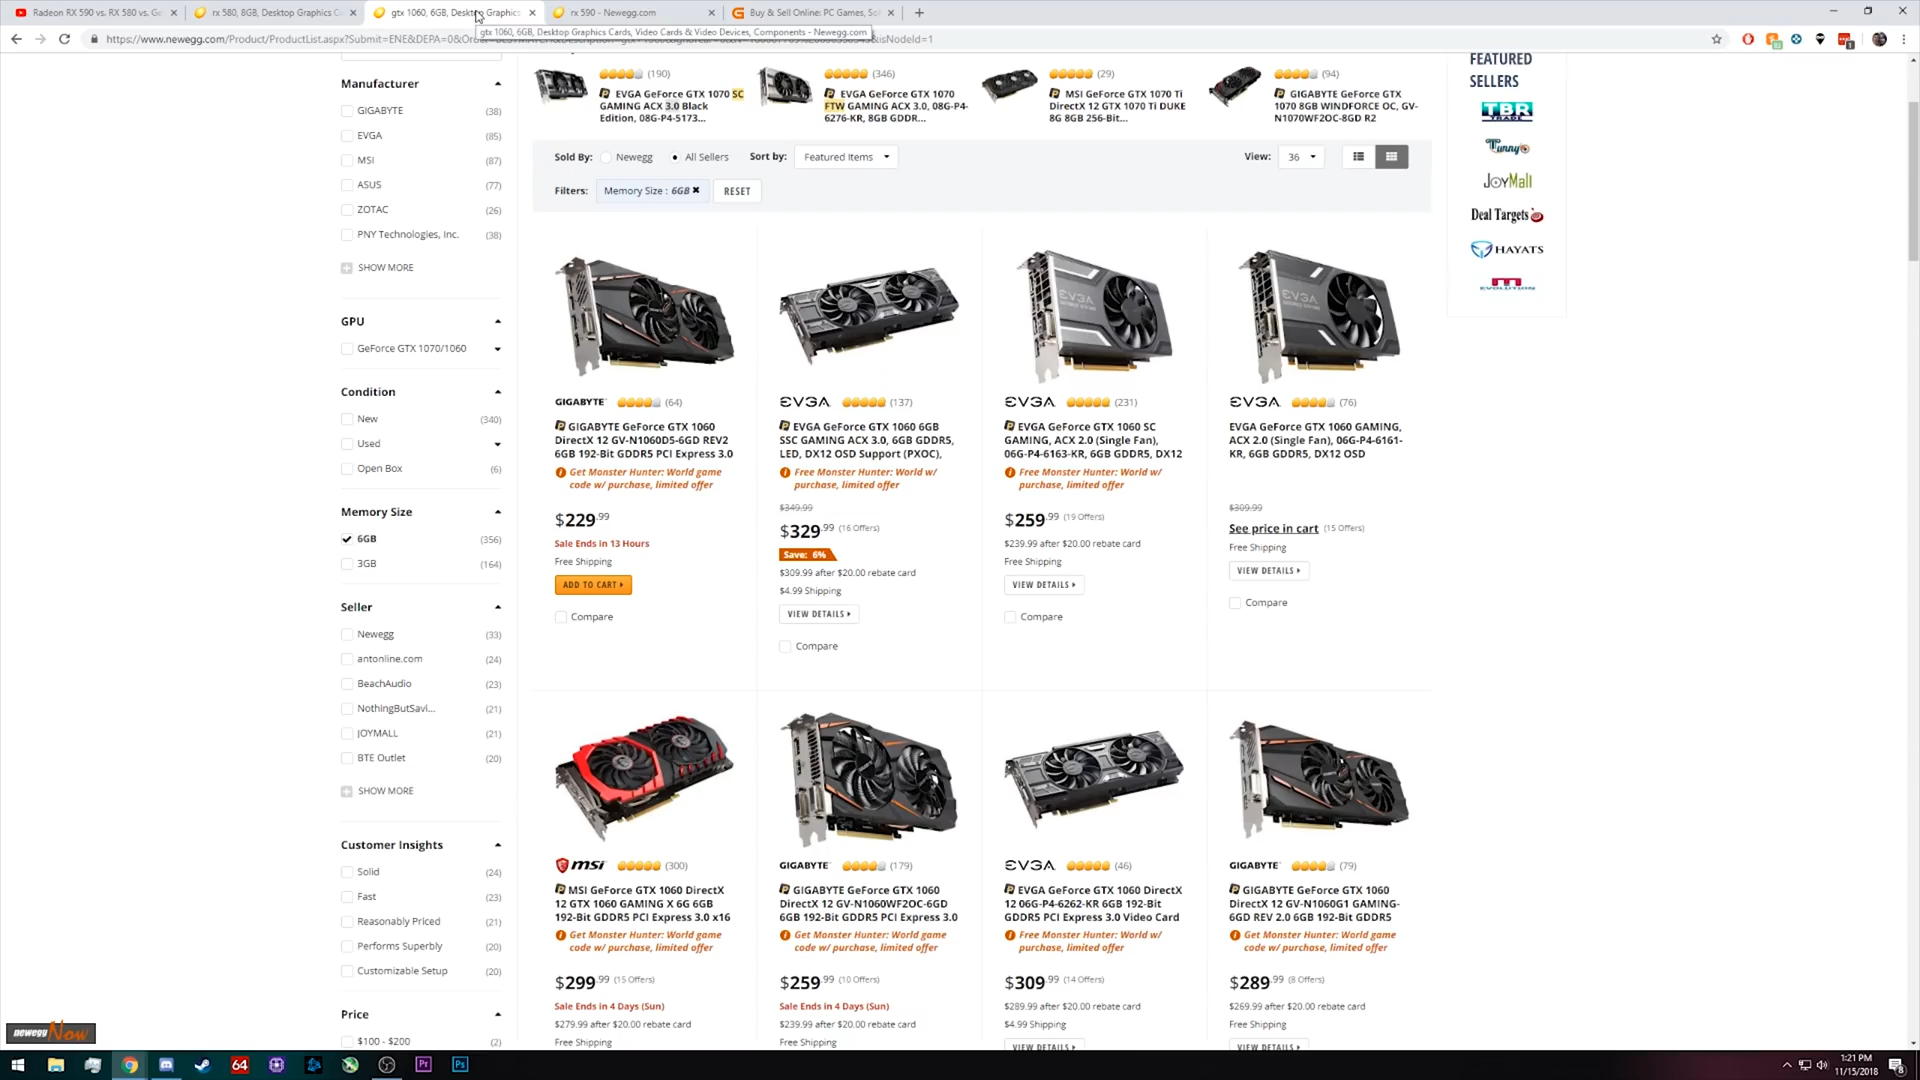 Radeon RX 590 vs. RX 580 vs. Ge
rx 580, 8GB, Desktop Graphics C
gtx 1060, 6GB, Desktop Graphics
rx 590 - Newegg.com
Buy & Sell Online: PC Games, So
gtx 1060, 6GB, Desktop Graphics Cards, Video Cards & Video Devices, Components - Newegg.com
Manufacturer
GIGABYTE (38)
EVGA (85)
MSI (87)
ASUS (77)
ZOTAC (26)
PNY Technologies, Inc. (38)
SHOW MORE
GPU
GeForce GTX 1070/1060
Condition
New (340)
Used
Open Box (6)
Memory Size
6GB (356)
3GB (164)
Seller
Newegg (33)
antonline.com (24)
BeachAudio (23)
NothingButSavi... (21)
JOYMALL (21)
BTE Outlet (20)
SHOW MORE
Customer Insights
Solid (24)
Fast (23)
Reasonably Priced (21)
Performs Superbly (20)
Customizable Setup (20)
Price
$100 - $200 (2)
newegg Now
(190)
EVGA GeForce GTX 1070 SC
GAMING ACX 3.0 Black
Edition, 08G-P4-5173...
(346)
EVGA GeForce GTX 1070
FTW GAMING ACX 3.0, 08G-P4-
6276-KR, 8GB GDDR...
(29)
MSI GeForce GTX 1070 Ti
DirectX 12 GTX 1070 Ti DUKE
8G 8GB 256-Bit...
(94)
GIGABYTE GeForce GTX
1070 8GB WINDFORCE OC, GV-
N1070WF2OC-8GD R2
Sold By: Newegg All Sellers Sort by: Featured Items View: 36
Filters: Memory Size : 6GB ✖ RESET
GIGABYTE (64)
GIGABYTE GeForce GTX 1060
DirectX 12 GV-N1060D5-6GD REV2
6GB 192-Bit GDDR5 PCI Express 3.0
Get Monster Hunter: World game
code w/ purchase, limited offer
$229.99
Sale Ends in 13 Hours
Free Shipping
ADD TO CART
Compare
EVGA (137)
EVGA GeForce GTX 1060 6GB
SSC GAMING ACX 3.0, 6GB GDDR5,
LED, DX12 OSD Support (PXOC),
Free Monster Hunter: World w/
purchase, limited offer
$349.99
$329.99 (16 Offers)
Save: 6%
$309.99 after $20.00 rebate card
$4.99 Shipping
VIEW DETAILS
Compare
EVGA (231)
EVGA GeForce GTX 1060 SC
GAMING, ACX 2.0 (Single Fan),
06G-P4-6163-KR, 6GB GDDR5, DX12
Free Monster Hunter: World w/
purchase, limited offer
$259.99 (19 Offers)
$239.99 after $20.00 rebate card
Free Shipping
VIEW DETAILS
Compare
EVGA (76)
EVGA GeForce GTX 1060 GAMING,
ACX 2.0 (Single Fan), 06G-P4-6161-
KR, 6GB GDDR5, DX12 OSD
$309.99
See price in cart (15 Offers)
Free Shipping
VIEW DETAILS
Compare
msi (300)
MSI GeForce GTX 1060 DirectX
12 GTX 1060 GAMING X 6G 6GB
192-Bit GDDR5 PCI Express 3.0 x16
Get Monster Hunter: World game
code w/ purchase, limited offer
$299.99 (15 Offers)
Sale Ends in 4 Days (Sun)
$279.99 after $20.00 rebate card
Free Shipping
GIGABYTE (179)
GIGABYTE GeForce GTX 1060
DirectX 12 GV-N1060WF2OC-6GD
6GB 192-Bit GDDR5 PCI Express 3.0
Get Monster Hunter: World game
code w/ purchase, limited offer
$259.99 (10 Offers)
Sale Ends in 4 Days (Sun)
$239.99 after $20.00 rebate card
Free Shipping
EVGA (46)
EVGA GeForce GTX 1060 DirectX
12 06G-P4-6262-KR 6GB 192-Bit
GDDR5 PCI Express 3.0 Video Card
Free Monster Hunter: World w/
purchase, limited offer
$309.99 (14 Offers)
$289.99 after $20.00 rebate card
$4.99 Shipping
VIEW DETAILS
GIGABYTE (79)
GIGABYTE GeForce GTX 1060
DirectX 12 GV-N1060G1 GAMING-
6GD REV 2.0 6GB 192-Bit GDDR5
Get Monster Hunter: World game
code w/ purchase, limited offer
$289.99 (8 Offers)
$269.99 after $20.00 rebate card
Free Shipping
VIEW DETAILS
FEATURED
SELLERS
TBR
TRADE
Tunnyo
JoyMall
Deal Targets
HAYATS
EVOLUTION
64
Pr
Ps
1:21 PM
11/15/2018